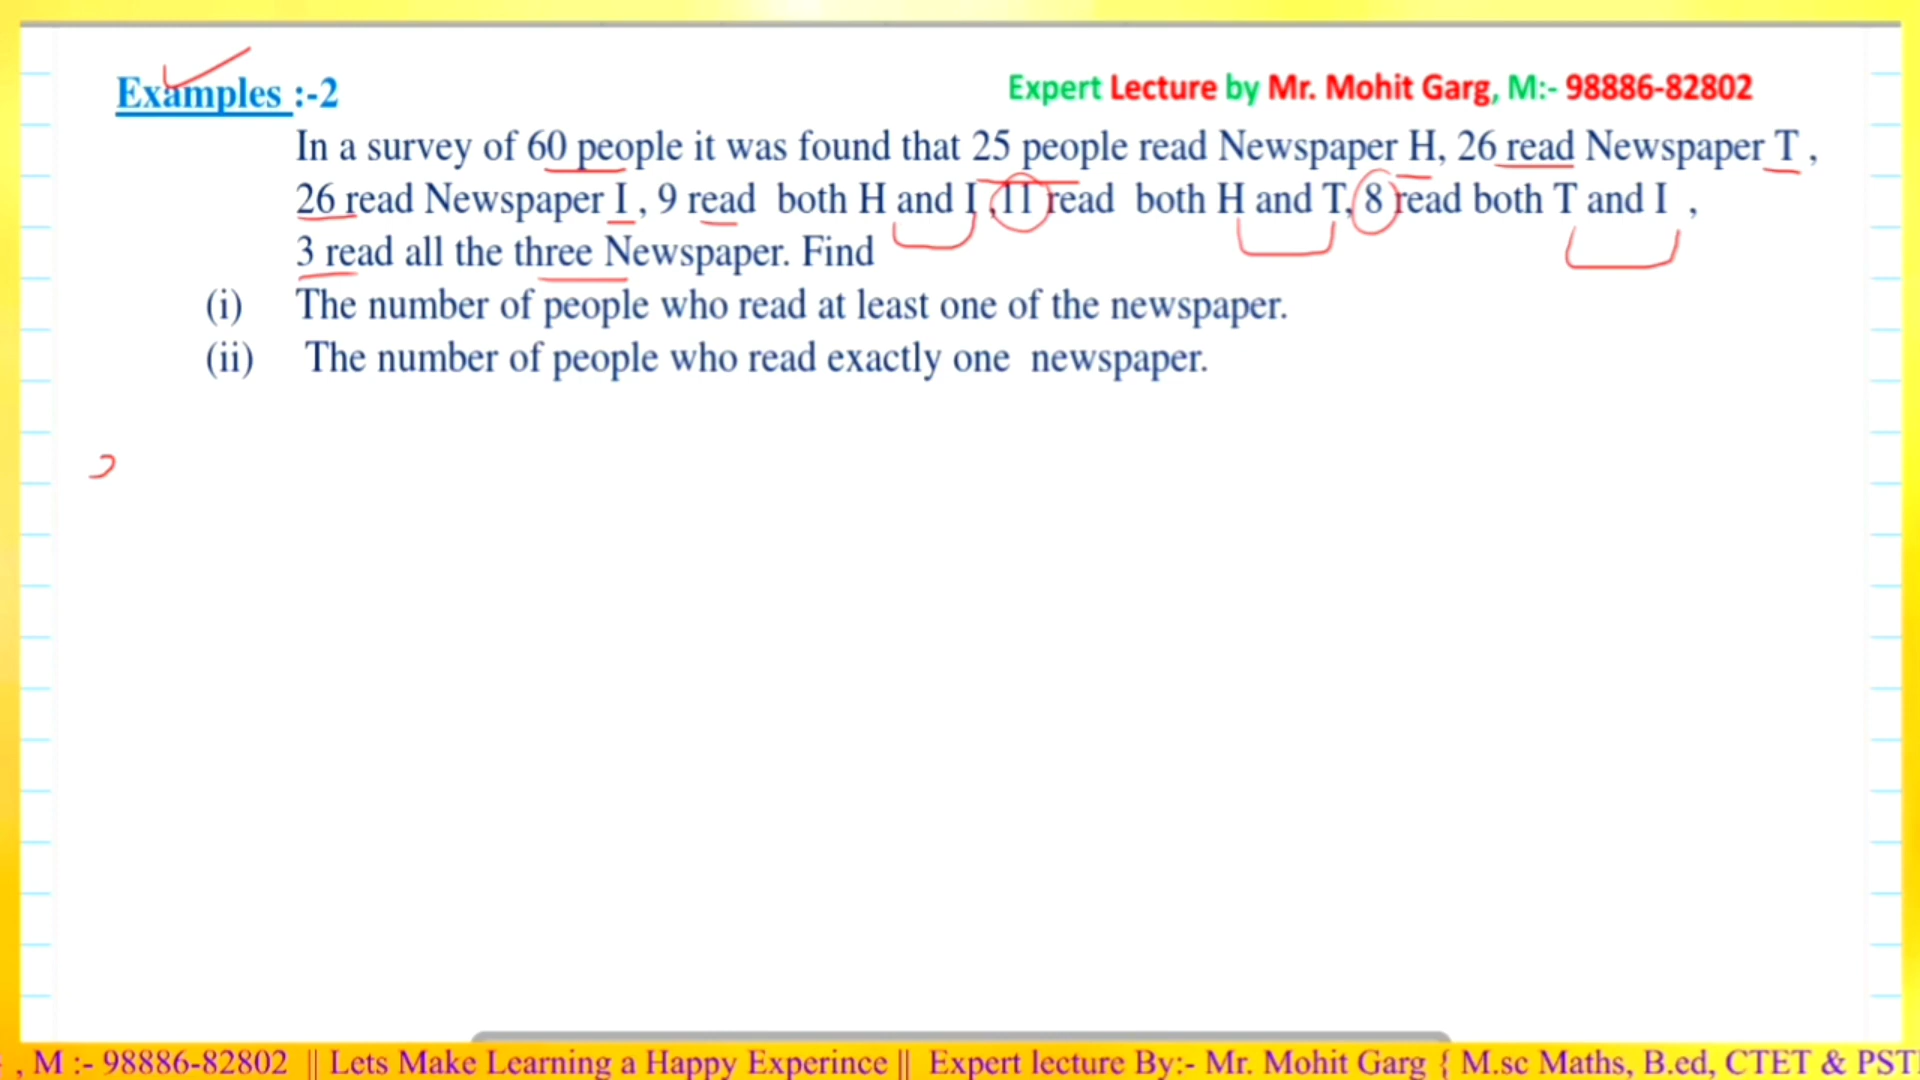 Examples :-2
Expert Lecture by Mr. Mohit Garg, M:- 98886-82802
In a survey of 60 people it was found that 25 people read Newspaper H, 26 read Newspaper T ,
26 read Newspaper I , 9 read both H and I ,11 read both H and T, 8 read both T and I ,
3 read all the three Newspaper. Find
(i) The number of people who read at least one of the newspaper.
(ii) The number of people who read exactly one newspaper.
, M :- 98886-82802 || Lets Make Learning a Happy Experince || Expert lecture By:- Mr. Mohit Garg { M.sc Maths, B.ed, CTET & PST